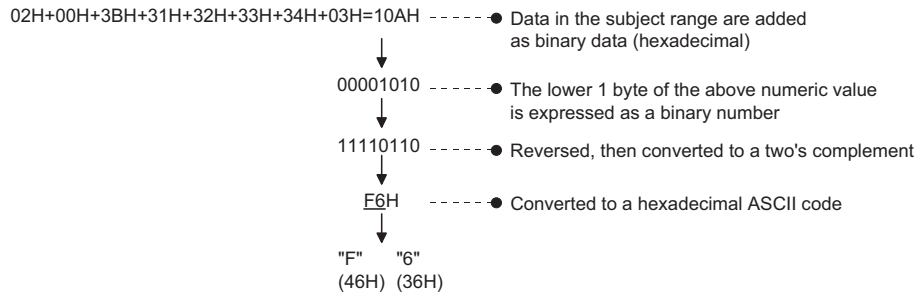 02H+00H+3BH+31H+32H+33H+34H+03H=10AH
Data in the subject range are added
as binary data (hexadecimal)
00001010
The lower 1 byte of the above numeric value
is expressed as a binary number
11110110
Reversed, then converted to a two's complement
F6H
Converted to a hexadecimal ASCII code
"F" "6"
(46H) (36H)